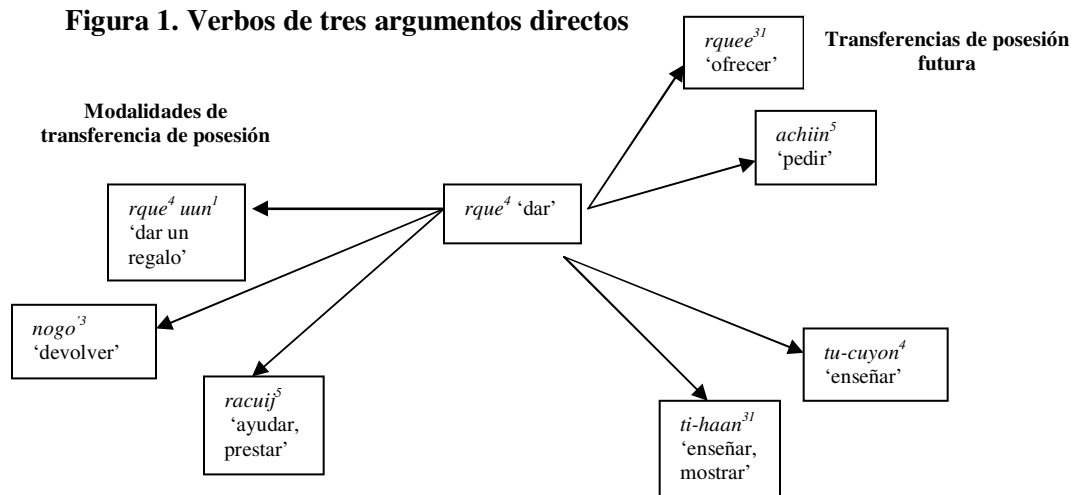 Figura 1. Verbos de tres argumentos directos
rquee³¹
‘ofrecer’
Transferencias de posesión
futura
Modalidades de
transferencia de posesión
achiin⁵
‘pedir’
rque⁴ uun¹
‘dar un
regalo’
rque⁴ ‘dar’
nogo’³
‘devolver’
tu-cuyon⁴
‘enseñar’
racuij⁵
‘ayudar,
prestar’
ti-haan³¹
‘enseñar,
mostrar’